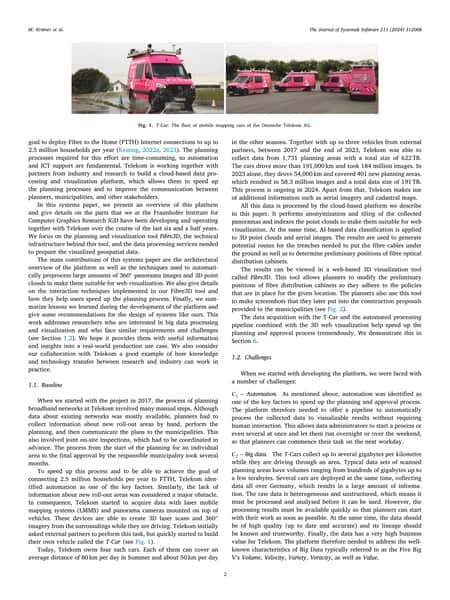 M. Krämer et al.
The Journal of Systems & Software 211 (2024) 112008
Fig. 1. T-Car: The fleet of mobile mapping cars of the Deutsche Telekom AG.
goal to deploy Fibre to the Home (FTTH) Internet connections to up to
2.5 million households per year (Keuning, 2022a, 2023). The planning
processes required for this effort are time-consuming, so automation
and ICT support are fundamental. Telekom is working together with
partners from industry and research to build a cloud-based data pro-
cessing and visualization platform, which allows them to speed up
the planning processes and to improve the communication between
planners, municipalities, and other stakeholders.
In this systems paper, we present an overview of this platform
and give details on the parts that we at the Fraunhofer Institute for
Computer Graphics Research IGD have been developing and operating
together with Telekom over the course of the last six and a half years.
We focus on the planning and visualization tool Fibre3D, the technical
infrastructure behind this tool, and the data processing services needed
to prepare the visualized geospatial data.
The main contributions of this systems paper are the architectural
overview of the platform as well as the techniques used to automati-
cally preprocess large amounts of 360° panorama images and 3D point
clouds to make them suitable for web visualization. We also give details
on the interaction techniques implemented in our Fibre3D tool and
how they help users speed up the planning process. Finally, we sum-
marize lessons we learned during the development of the platform and
give some recommendations for the design of systems like ours. This
work addresses researchers who are interested in big data processing
and visualization and who face similar requirements and challenges
(see Section 1.2). We hope it provides them with useful information
and insights into a real-world production use case. We also consider
our collaboration with Telekom a good example of how knowledge
and technology transfer between research and industry can work in
practice.
1.1. Baseline
When we started with the project in 2017, the process of planning
broadband networks at Telekom involved many manual steps. Although
data about existing networks was mostly available, planners had to
collect information about new roll-out areas by hand, perform the
planning, and then communicate the plans to the municipalities. This
also involved joint on-site inspections, which had to be coordinated in
advance. The process from the start of the planning for an individual
area to the final approval by the responsible municipality took several
months.
To speed up this process and to be able to achieve the goal of
connecting 2.5 million households per year to FTTH, Telekom iden-
tified automation as one of the key factors. Similarly, the lack of
information about new roll-out areas was considered a major obstacle.
In consequence, Telekom started to acquire data with laser mobile
mapping systems (LMMS) and panorama cameras mounted on top of
vehicles. These devices are able to create 3D laser scans and 360°
imagery from the surroundings while they are driving. Telekom initially
asked external partners to perform this task, but quickly started to build
their own vehicle called the T-Car (see Fig. 1).
Today, Telekom owns four such cars. Each of them can cover an
average distance of 80 km per day in Summer and about 50 km per day
in the other seasons. Together with up to three vehicles from external
partners, between 2017 and the end of 2023, Telekom was able to
collect data from 1,731 planning areas with a total size of 622 TB.
The cars drove more than 191,000 km and took 184 million images. In
2023 alone, they drove 54,000 km and covered 401 new planning areas,
which resulted in 58.3 million images and a total data size of 191 TB.
This process is ongoing in 2024. Apart from that, Telekom makes use
of additional information such as aerial imagery and cadastral maps.
All this data is processed by the cloud-based platform we describe
in this paper. It performs anonymization and tiling of the collected
panoramas and indexes the point clouds to make them suitable for web
visualization. At the same time, AI-based data classification is applied
to 3D point clouds and aerial images. The results are used to generate
potential routes for the trenches needed to put the fibre cables under
the ground as well as to determine preliminary positions of fibre optical
distribution cabinets.
The results can be viewed in a web-based 3D visualization tool
called Fibre3D. This tool allows planners to modify the preliminary
positions of fibre distribution cabinets so they adhere to the policies
that are in place for the given location. The planners also use this tool
to make screenshots that they later put into the construction proposals
provided to the municipalities (see Fig. 2).
The data acquisition with the T-Car and the automated processing
pipeline combined with the 3D web visualization help speed up the
planning and approval process tremendously. We demonstrate this in
Section 6.
1.2. Challenges
When we started with developing the platform, we were faced with
a number of challenges:
C₁ – Automation. As mentioned above, automation was identified as
one of the key factors to speed up the planning and approval process.
The platform therefore needed to offer a pipeline to automatically
process the collected data to visualizable results without requiring
human interaction. This allows data administrators to start a process or
even several at once and let them run overnight or over the weekend,
so that planners can commence their task on the next workday.
C₂ – Big data. The T-Cars collect up to several gigabytes per kilometre
while they are driving through an area. Typical data sets of scanned
planning areas have volumes ranging from hundreds of gigabytes up to
a few terabytes. Several cars are deployed at the same time, collecting
data all over Germany, which results in a large amount of informa-
tion. The raw data is heterogeneous and unstructured, which means it
must be processed and analysed before it can be used. However, the
processing results must be available quickly so that planners can start
with their work as soon as possible. At the same time, the data should
be of high quality (up to date and accurate) and its lineage should
be known and trustworthy. Finally, the data has a very high business
value for Telekom. The platform therefore needed to address the well-
known characteristics of Big Data typically referred to as the Five Big
V's Volume, Velocity, Variety, Veracity, as well as Value.
2